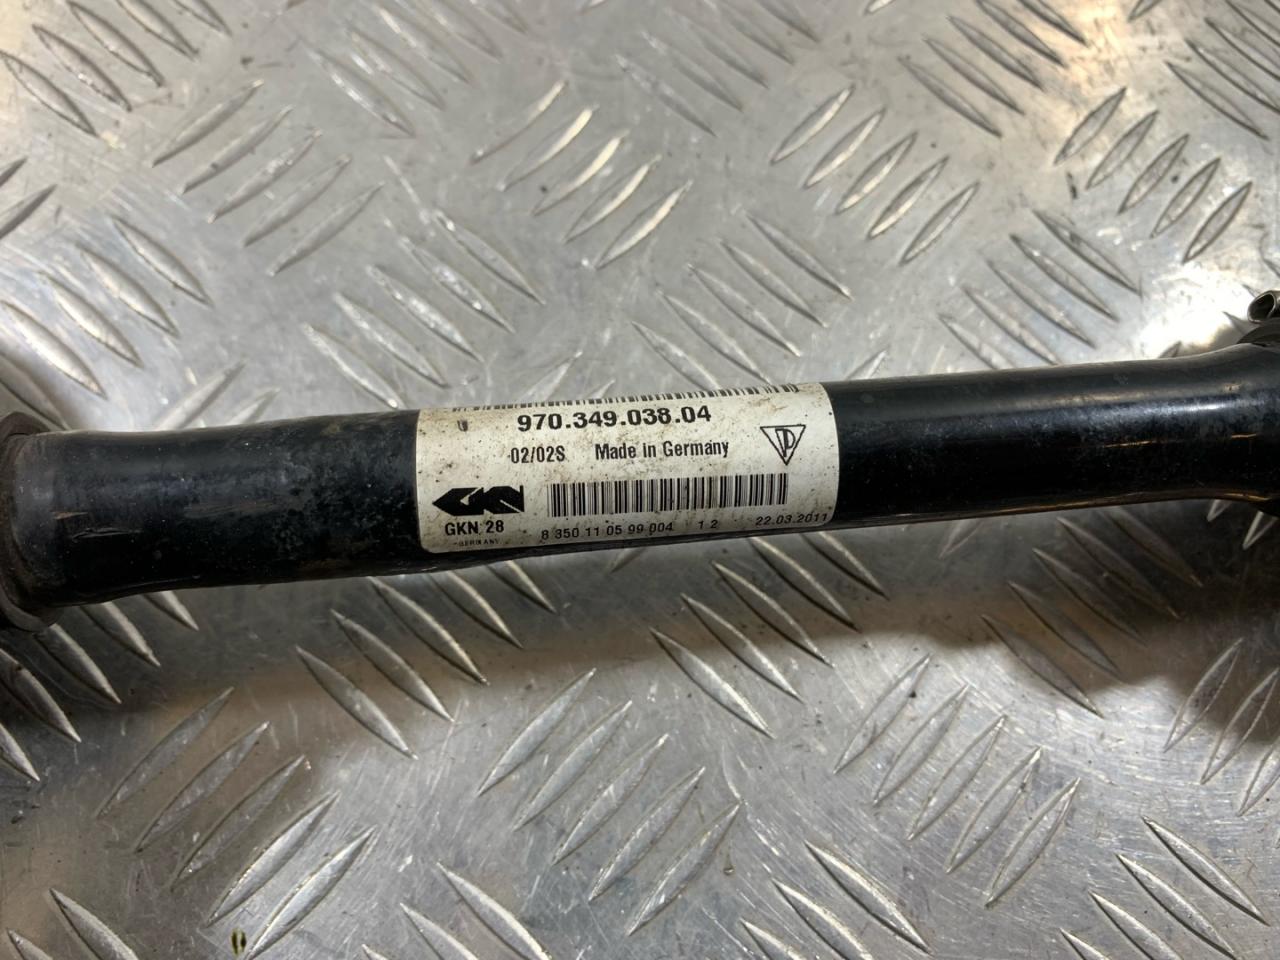 970.349.038.04
02/02S Made in Germany
GKN 28
GERMANY
8 350 11 05 99 004 1 2 22.03.2011